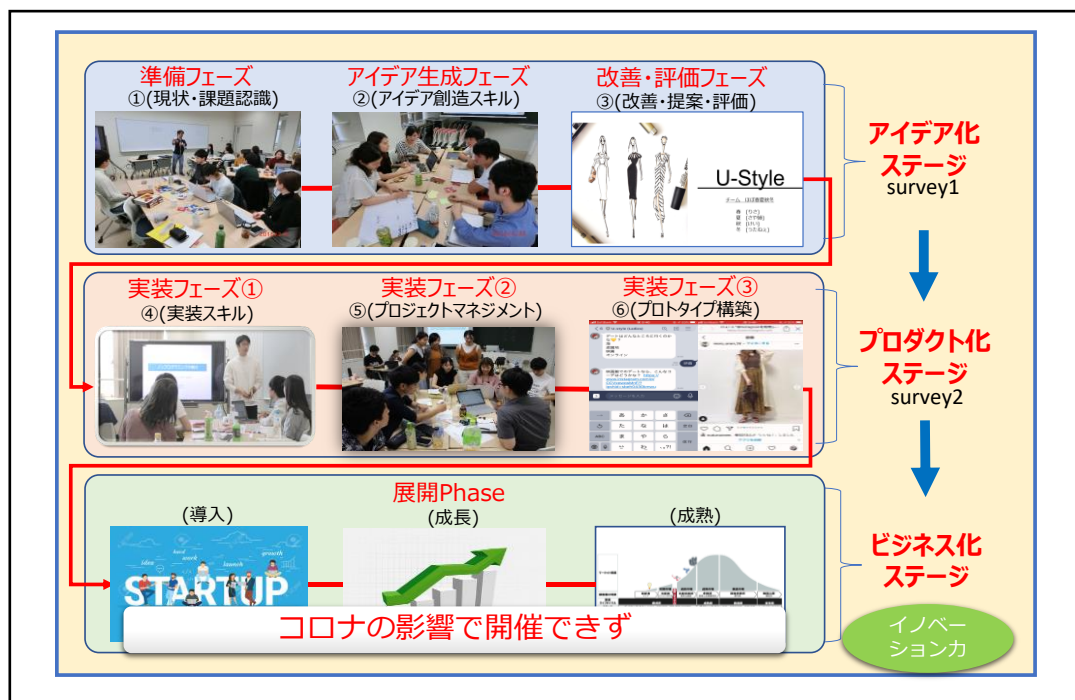 準備フェーズ
①(現状・課題認識)
アイデア生成フェーズ
②(アイデア創造スキル)
改善・評価フェーズ
③(改善・提案・評価)
U-Style
アイデア化
ステージ
survey1
実装フェーズ①
④(実装スキル)
実装フェーズ②
⑤(プロジェクトマネジメント)
実装フェーズ③
⑥(プロトタイプ構築)
プロダクト化
ステージ
survey2
展開Phase
(導入)
(成長)
(成熟)
idea
work
launch
growth
STARTUP
コロナの影響で開催できず
ビジネス化
ステージ
イノベー
ション力